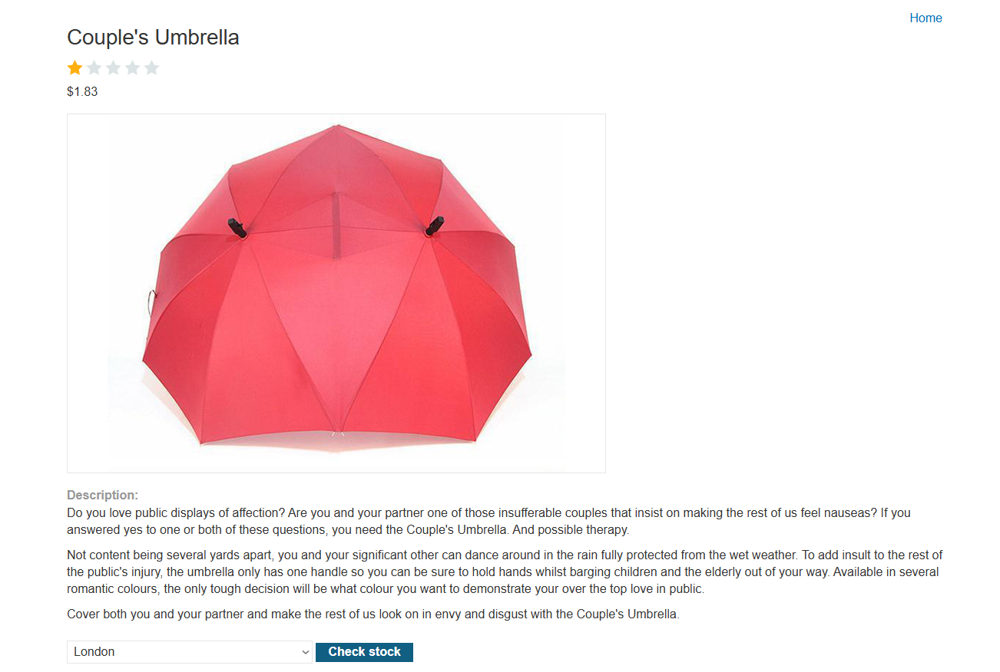 Home
Couple's Umbrella
$1.83
Description:
Do you love public displays of affection? Are you and your partner one of those insufferable couples that insist on making the rest of us feel nauseas? If you
answered yes to one or both of these questions, you need the Couple's Umbrella. And possible therapy.
Not content being several yards apart, you and your significant other can dance around in the rain fully protected from the wet weather. To add insult to the rest of
the public's injury, the umbrella only has one handle so you can be sure to hold hands whilst barging children and the elderly out of your way. Available in several
romantic colours, the only tough decision will be what colour you want to demonstrate your over the top love in public.
Cover both you and your partner and make the rest of us look on in envy and disgust with the Couple's Umbrella.
London
Check stock